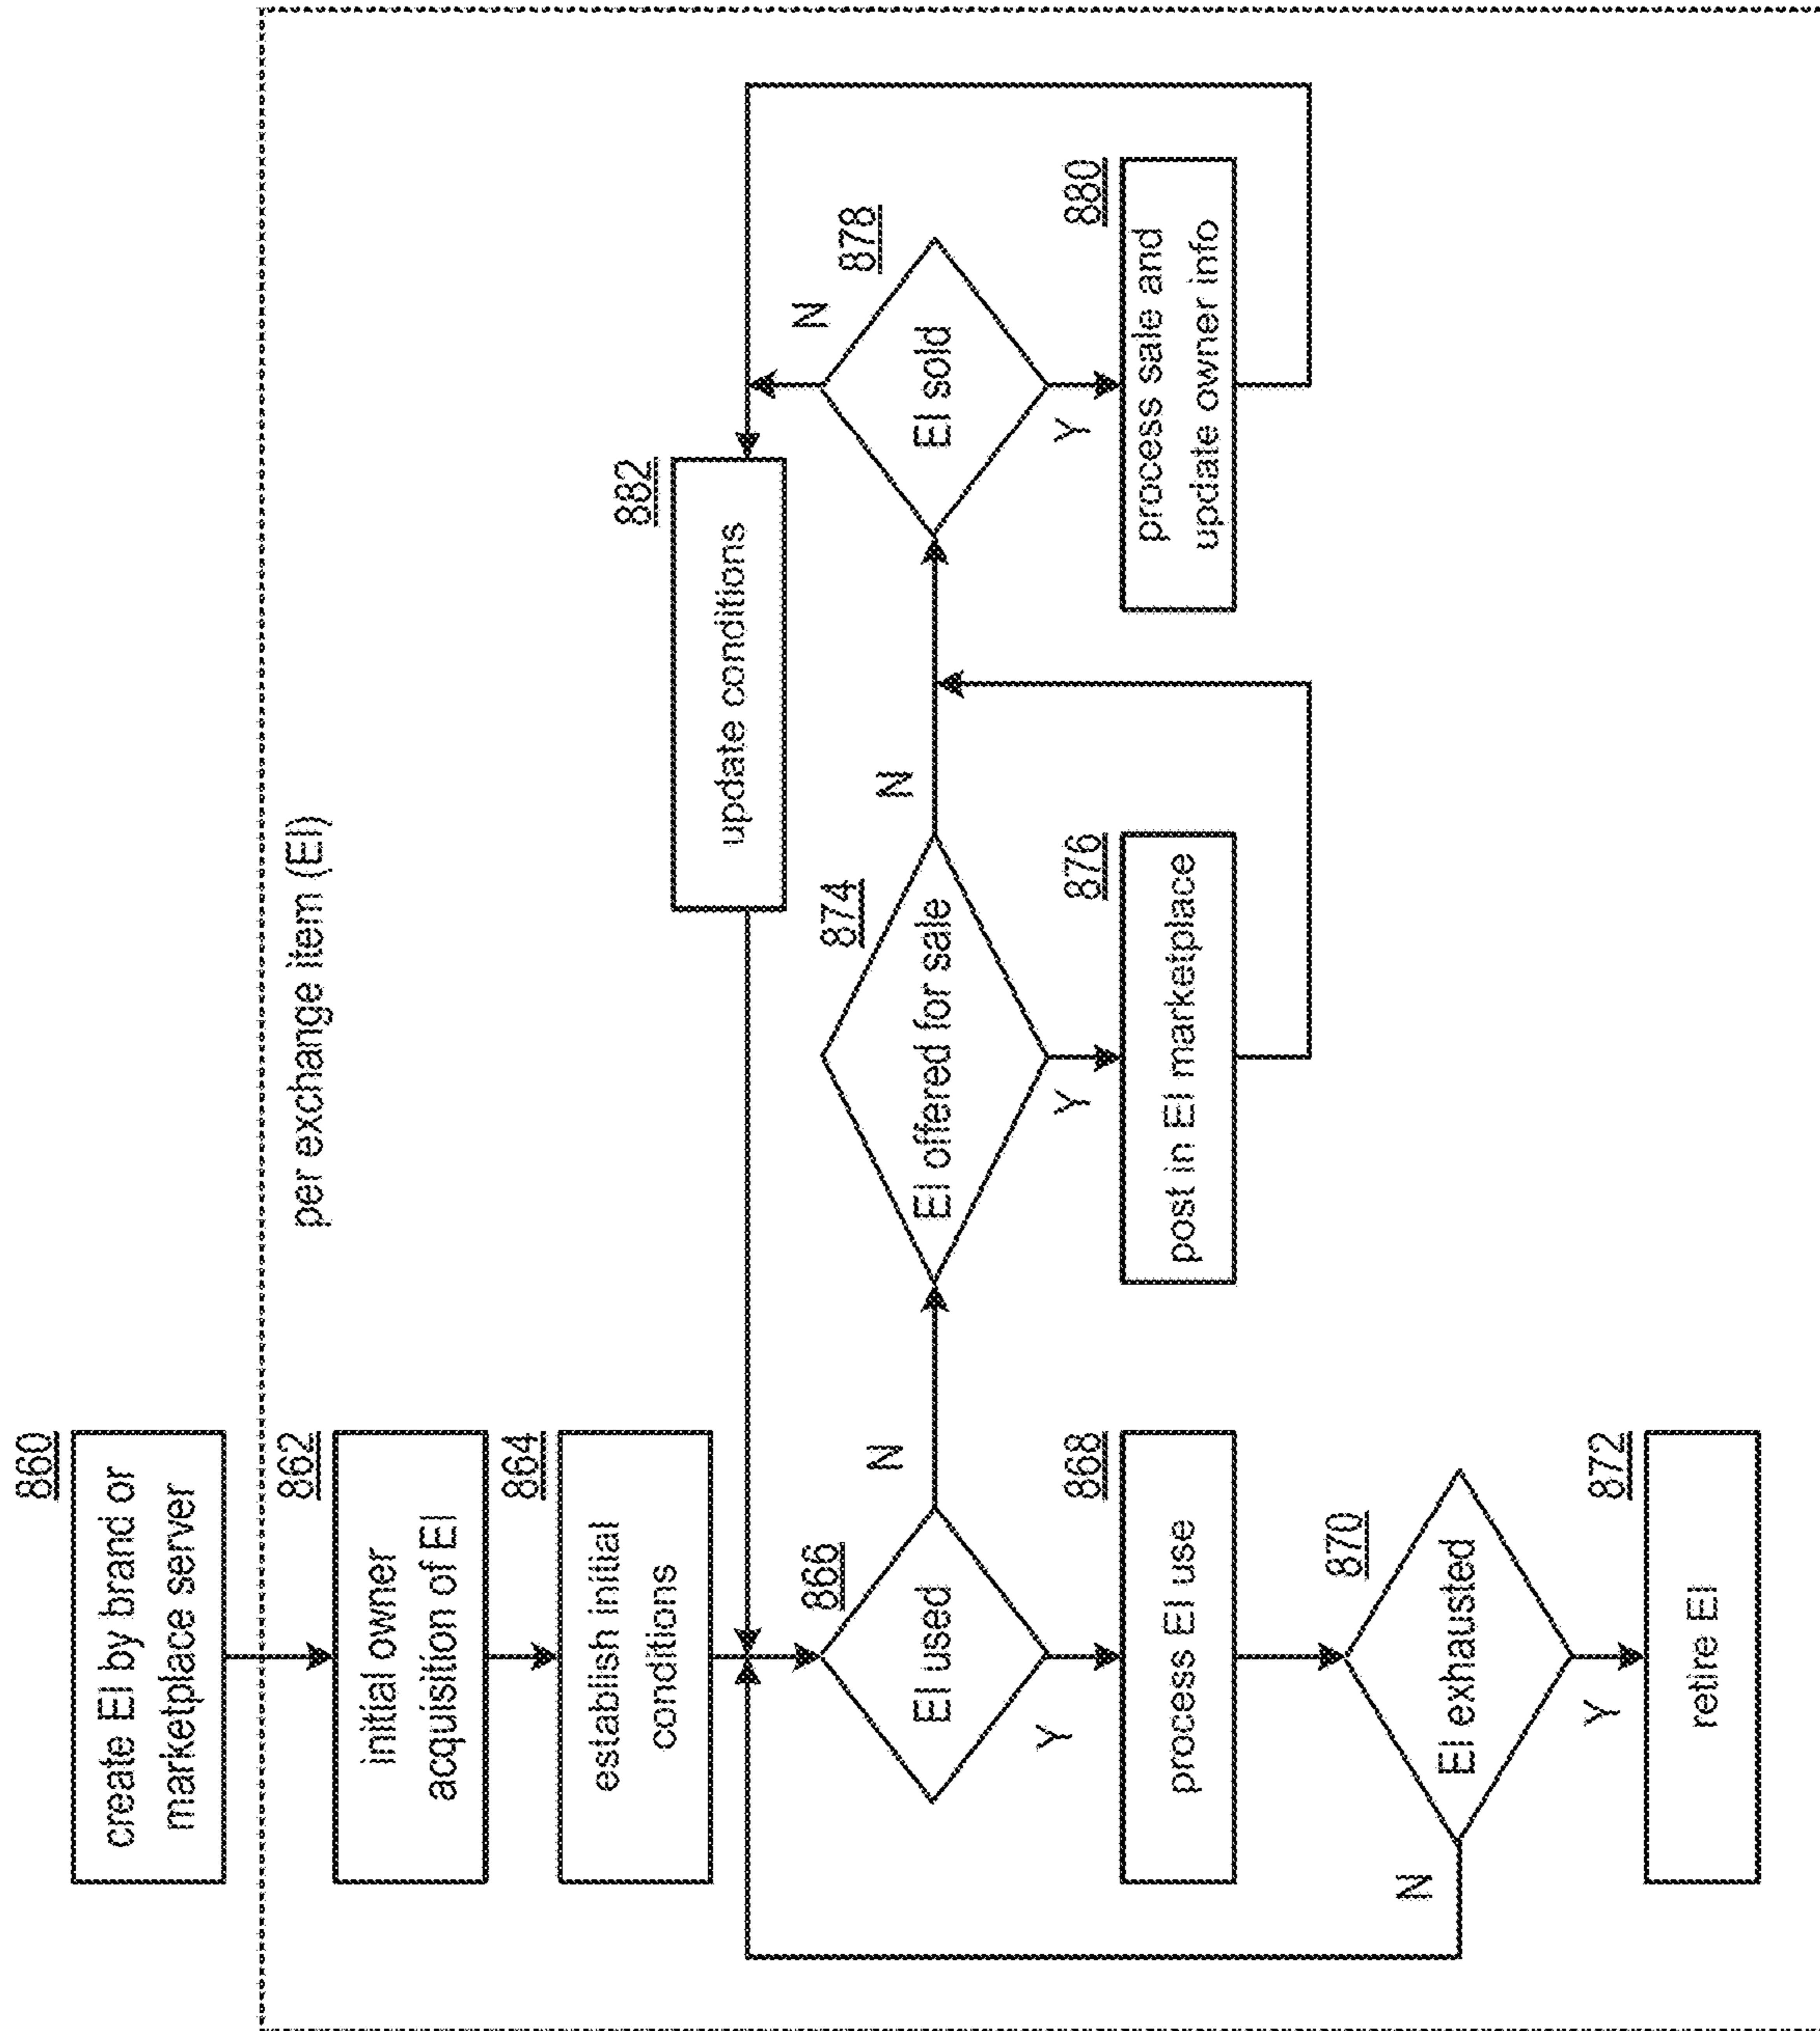 860
create EI by brand or
marketplace server
per exchange item (EI)
862
initial owner
acquisition of EI
864
establish initial
conditions
866
EI used
Y
N
868
process EI use
870
EI exhausted
N
Y
872
retire EI
874
EI offered for sale
Y
N
876
post in EI marketplace
878
EI sold
N
Y
880
process sale and
update owner info
882
update conditions